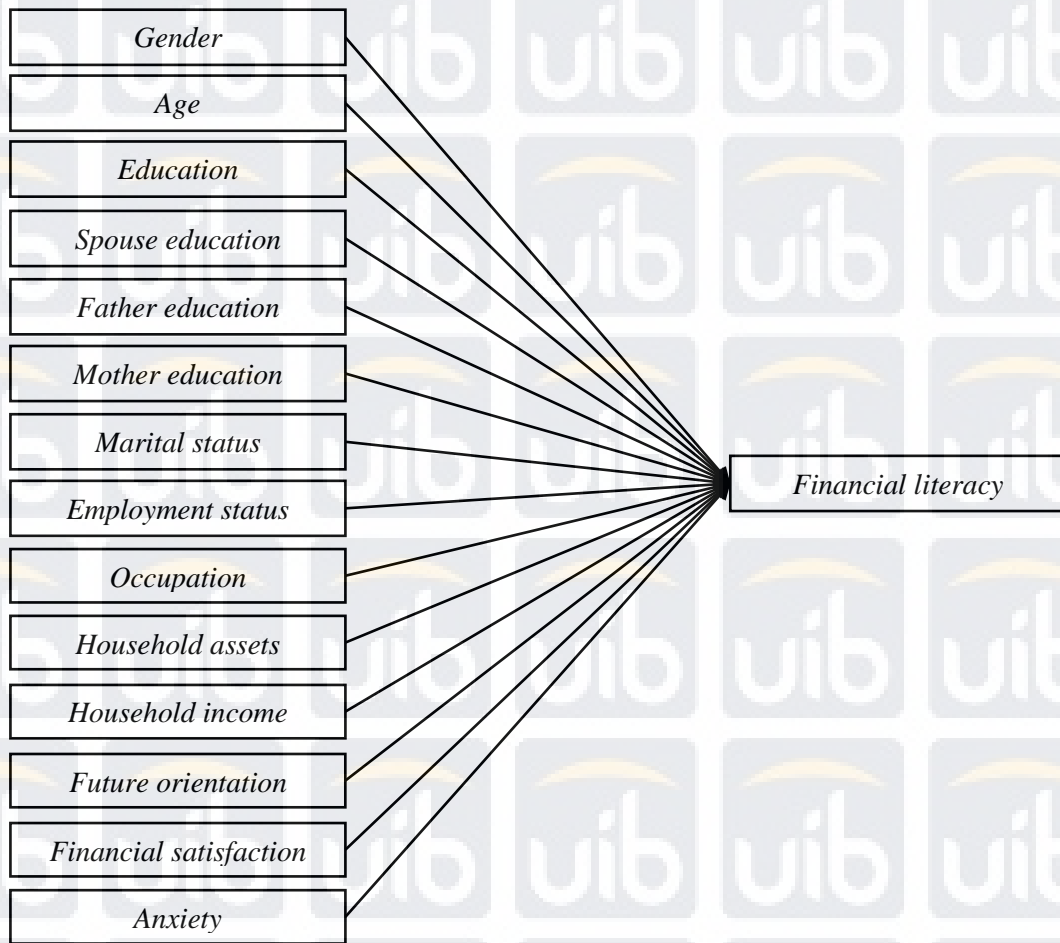 Gender
Age
Education
Spouse education
Father education
Mother education
Marital status
Employment status
Occupation
Household assets
Household income
Future orientation
Financial satisfaction
Anxiety
Financial literacy
uib